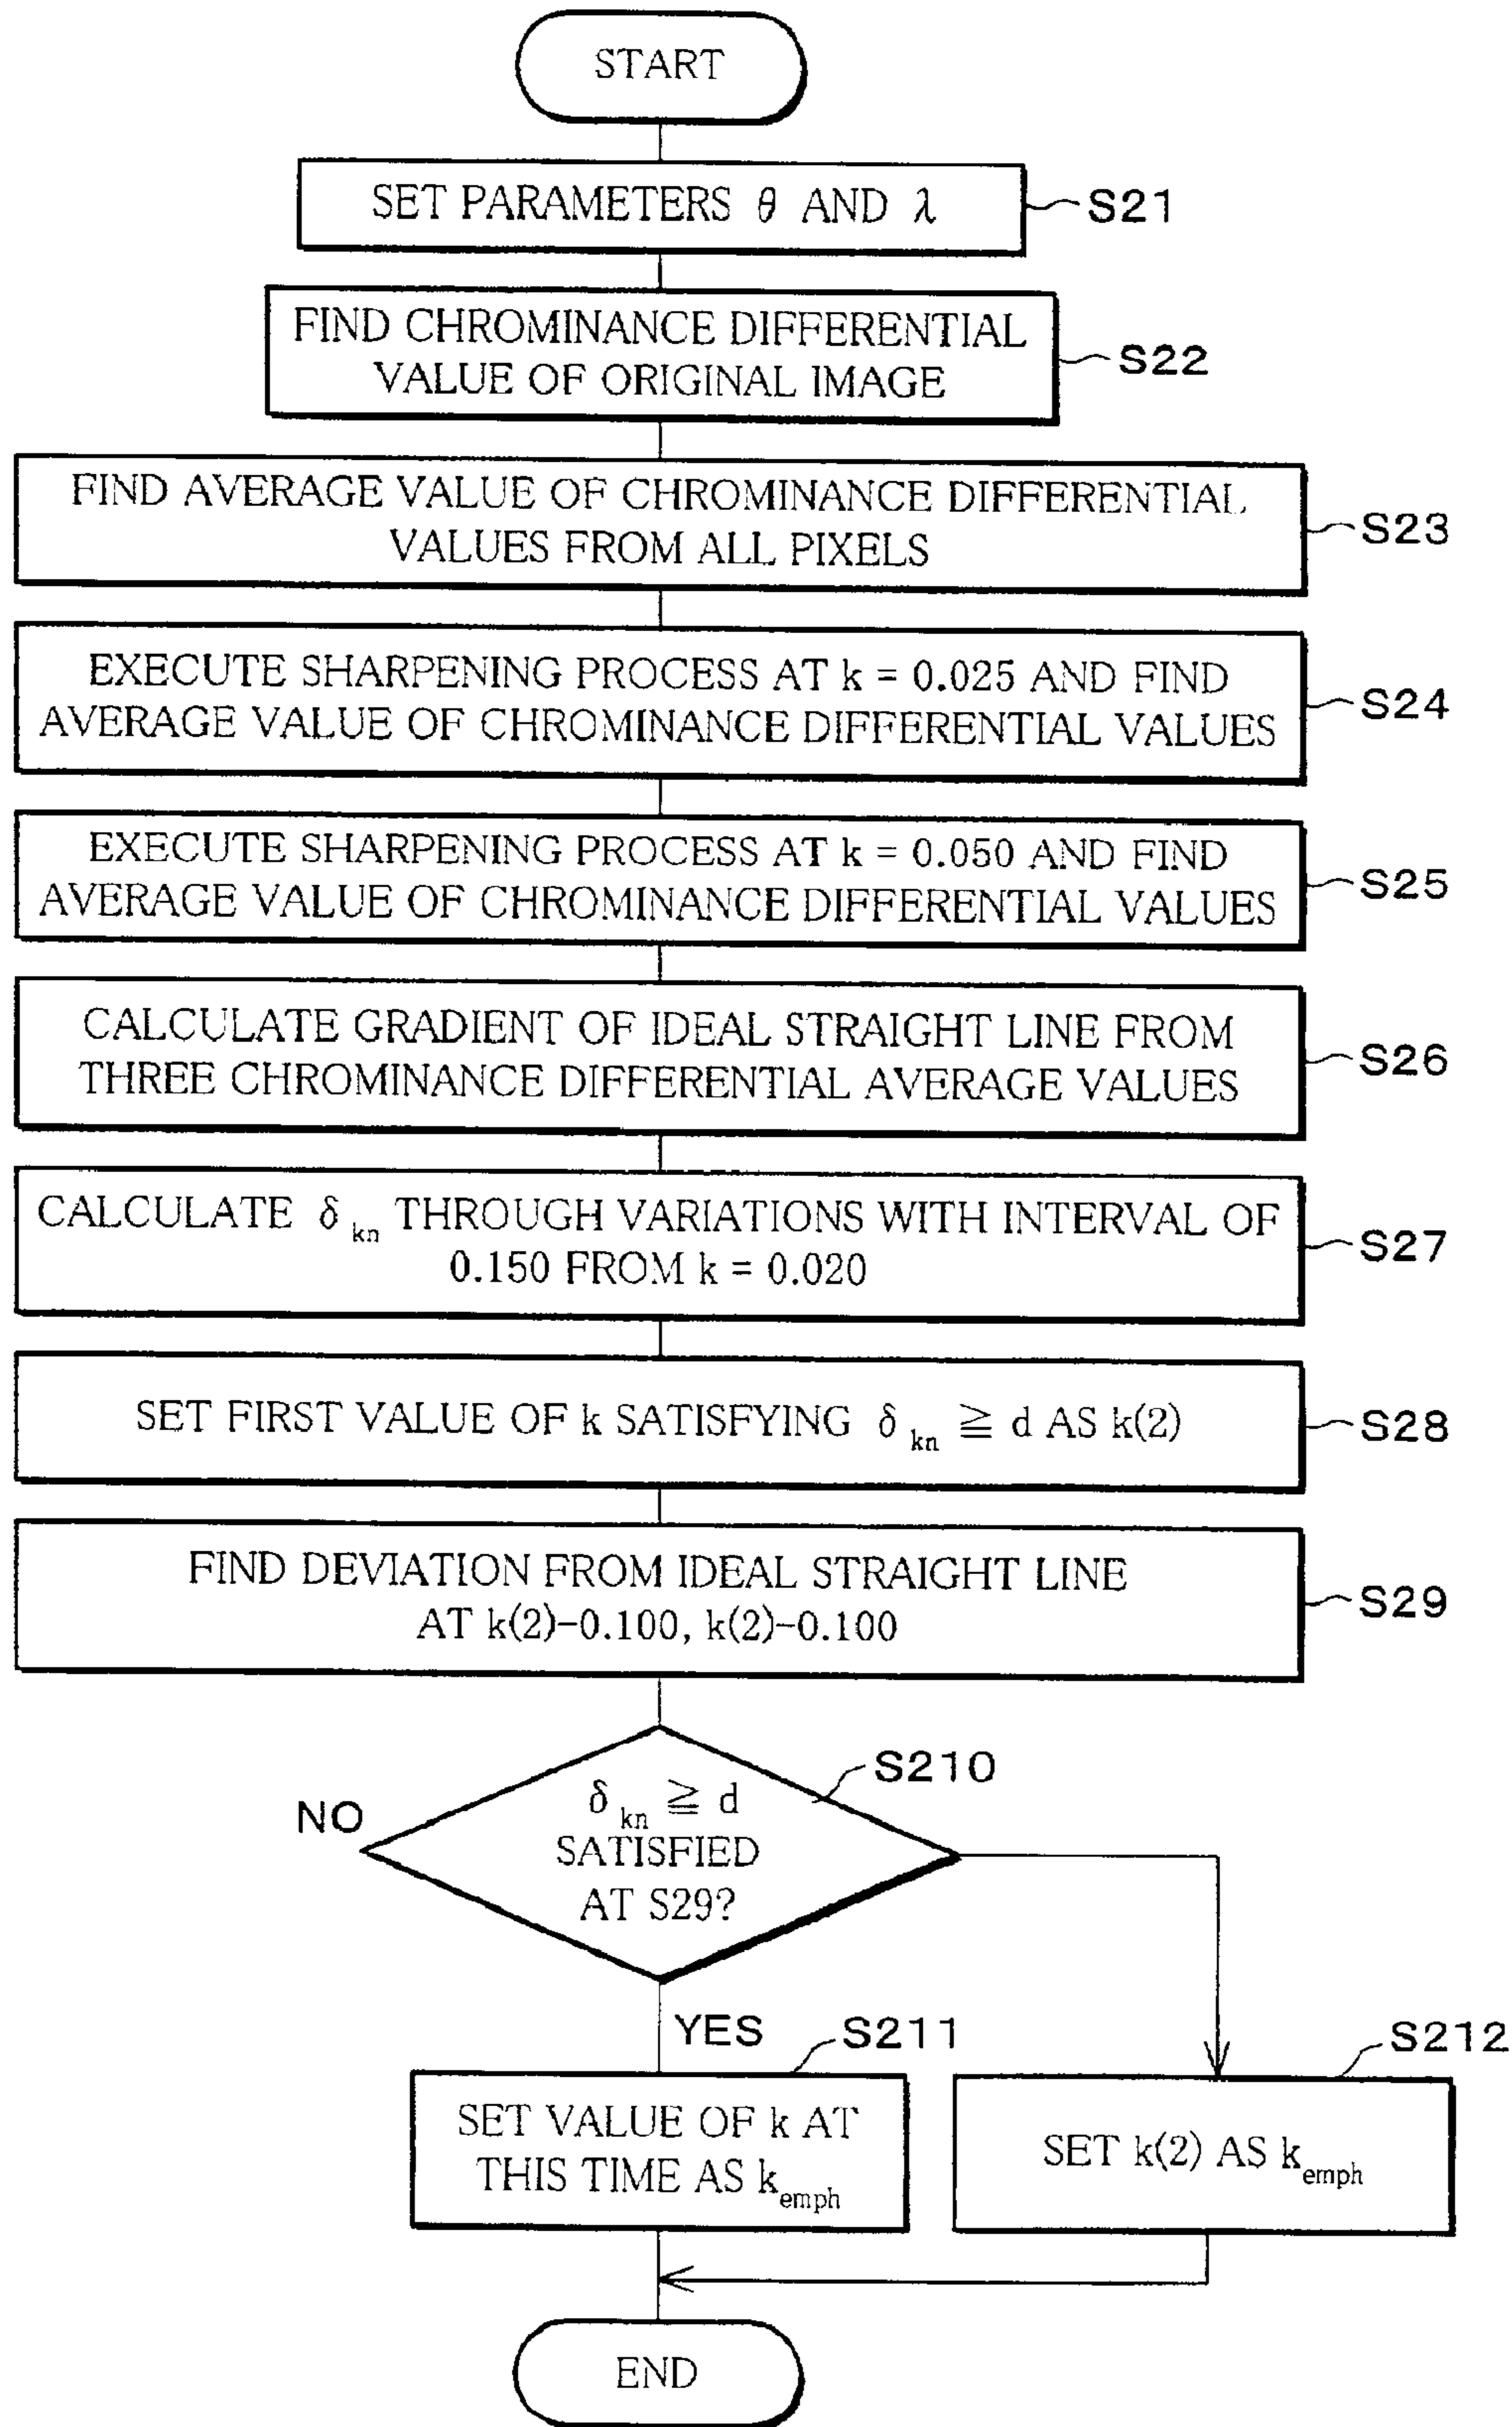 START
SET PARAMETERS θ AND λ
S21
FIND CHROMINANCE DIFFERENTIAL
VALUE OF ORIGINAL IMAGE
S22
FIND AVERAGE VALUE OF CHROMINANCE DIFFERENTIAL
VALUES FROM ALL PIXELS
S23
EXECUTE SHARPENING PROCESS AT k = 0.025 AND FIND
AVERAGE VALUE OF CHROMINANCE DIFFERENTIAL VALUES
S24
EXECUTE SHARPENING PROCESS AT k = 0.050 AND FIND
AVERAGE VALUE OF CHROMINANCE DIFFERENTIAL VALUES
S25
CALCULATE GRADIENT OF IDEAL STRAIGHT LINE FROM
THREE CHROMINANCE DIFFERENTIAL AVERAGE VALUES
S26
CALCULATE δ kn THROUGH VARIATIONS WITH INTERVAL OF
0.150 FROM k = 0.020
S27
SET FIRST VALUE OF k SATISFYING δ kn ≧ d AS k(2)
S28
FIND DEVIATION FROM IDEAL STRAIGHT LINE
AT k(2)-0.100, k(2)-0.100
S29
S210
NO
δ kn ≧ d
SATISFIED
AT S29?
YES
S211
S212
SET VALUE OF k AT
THIS TIME AS kemph
SET k(2) AS kemph
END